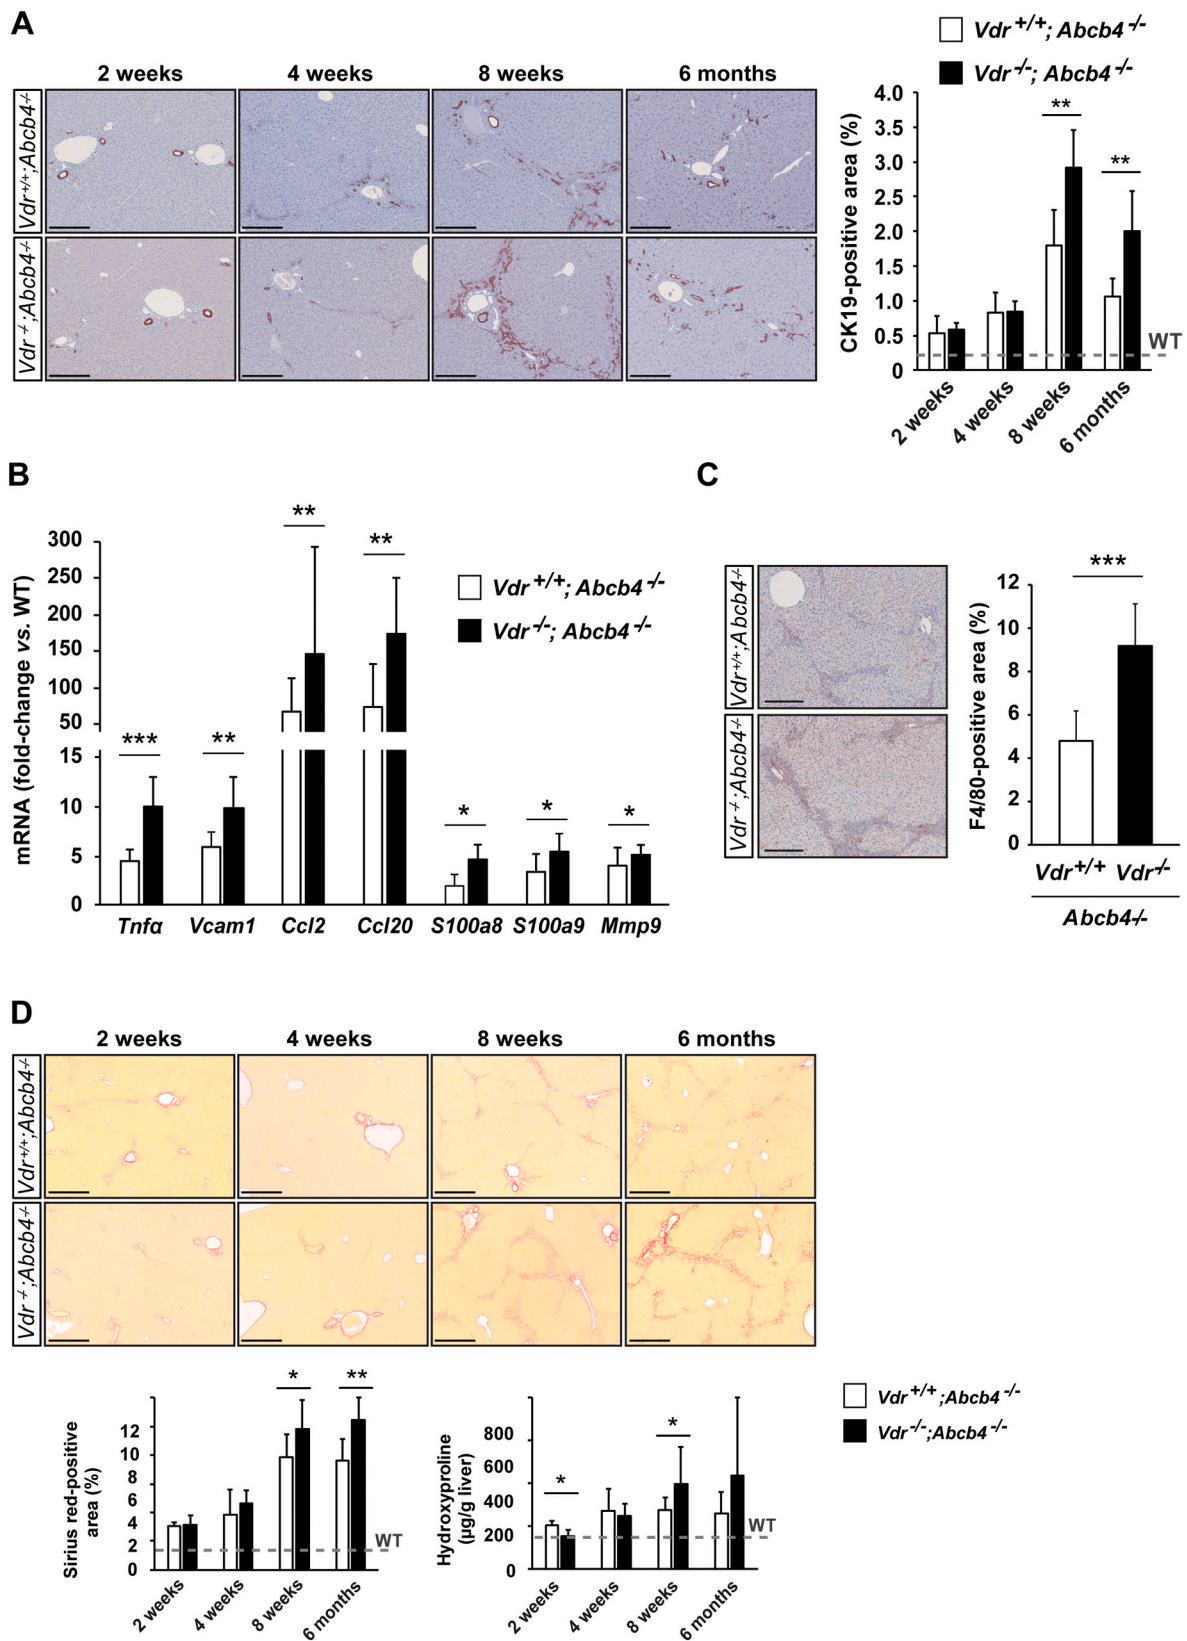 A
Vdr +/+; Abcb4 -/-
Vdr -/-; Abcb4 -/-
2 weeks 4 weeks 8 weeks 6 months
Vdr+/+;Abcb4-/-
Vdr -/-;Abcb4-/-
CK19-positive area (%)
4.0
3.5
3.0
2.5
2.0
1.5
1.0
0.5
0
** **
WT
2 weeks 4 weeks 8 weeks 6 months
B
mRNA (fold-change vs. WT)
300
250
200
150
100
50
15
10
5
0
*** ** ** ** * * *
Vdr +/+; Abcb4 -/-
Vdr -/-; Abcb4 -/-
Tnfα Vcam1 Ccl2 Ccl20 S100a8 S100a9 Mmp9
C
Vdr+/+;Abcb4-/-
Vdr -/-;Abcb4-/-
F4/80-positive area (%)
12
10
8
6
4
2
0
***
Vdr+/+ Vdr-/-
Abcb4-/-
D
2 weeks 4 weeks 8 weeks 6 months
Vdr+/+;Abcb4-/-
Vdr -/-;Abcb4-/-
Sirius red-positive
area (%)
12
10
8
6
4
2
0
* **
WT
2 weeks 4 weeks 8 weeks 6 months
Hydroxyproline
(µg/g liver)
800
600
400
200
0
* *
WT
2 weeks 4 weeks 8 weeks 6 months
Vdr +/+;Abcb4 -/-
Vdr -/-;Abcb4 -/-